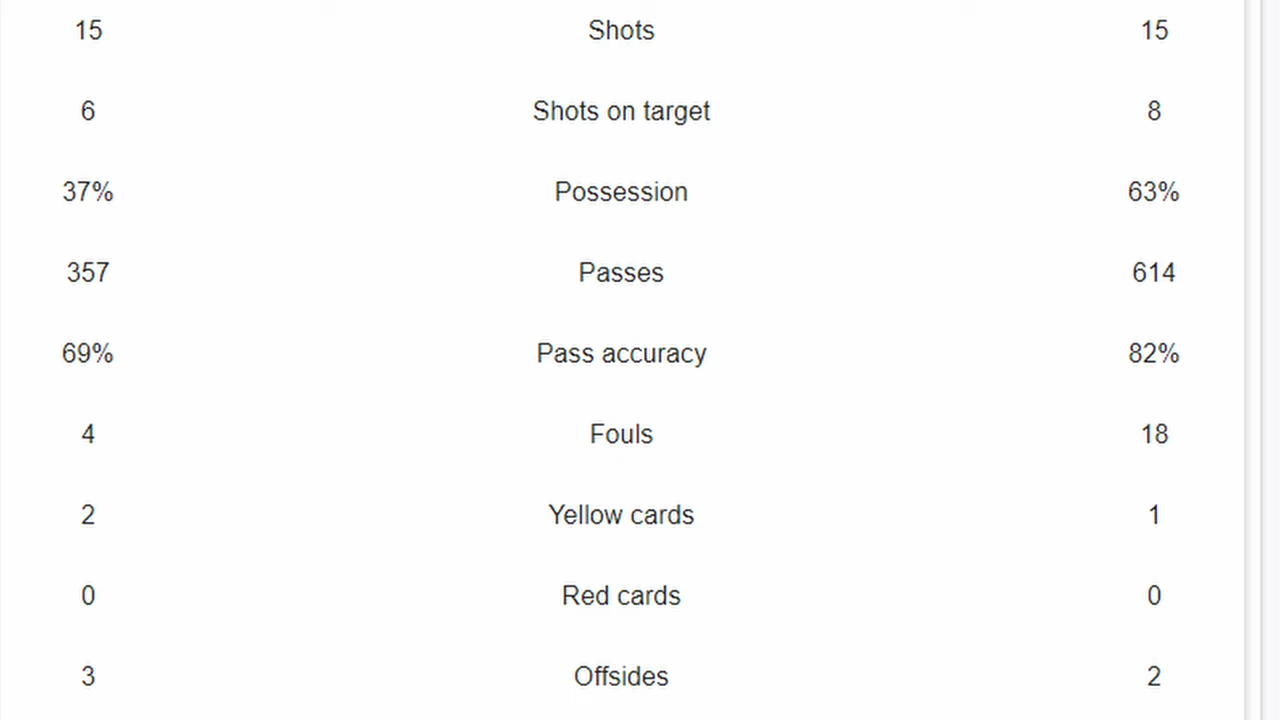 15 Shots 15
6 Shots on target 8
37% Possession 63%
357 Passes 614
69% Pass accuracy 82%
4 Fouls 18
2 Yellow cards 1
0 Red cards 0
3 Offsides 2